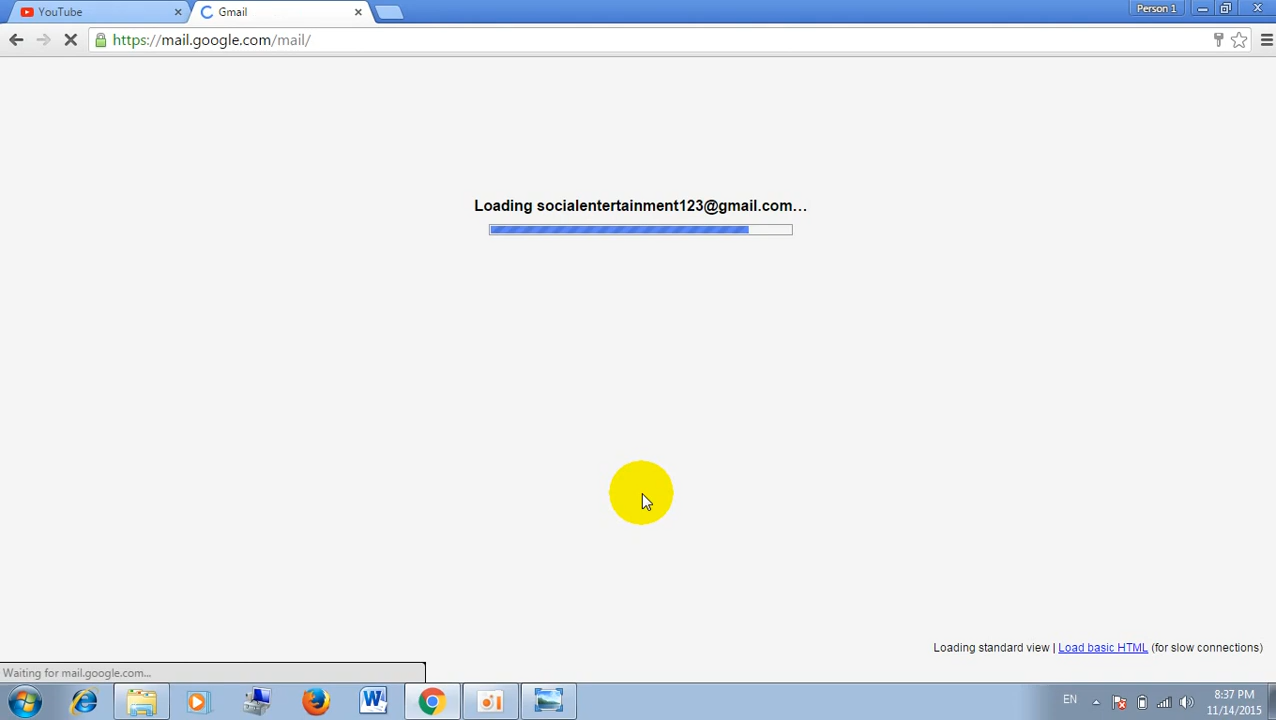 YouTube
Gmail
Person 1
https://mail.google.com/mail/
Loading socialentertainment123@gmail.com...
Loading standard view | Load basic HTML (for slow connections)
Waiting for mail.google.com...
EN
8:37 PM
11/14/2015